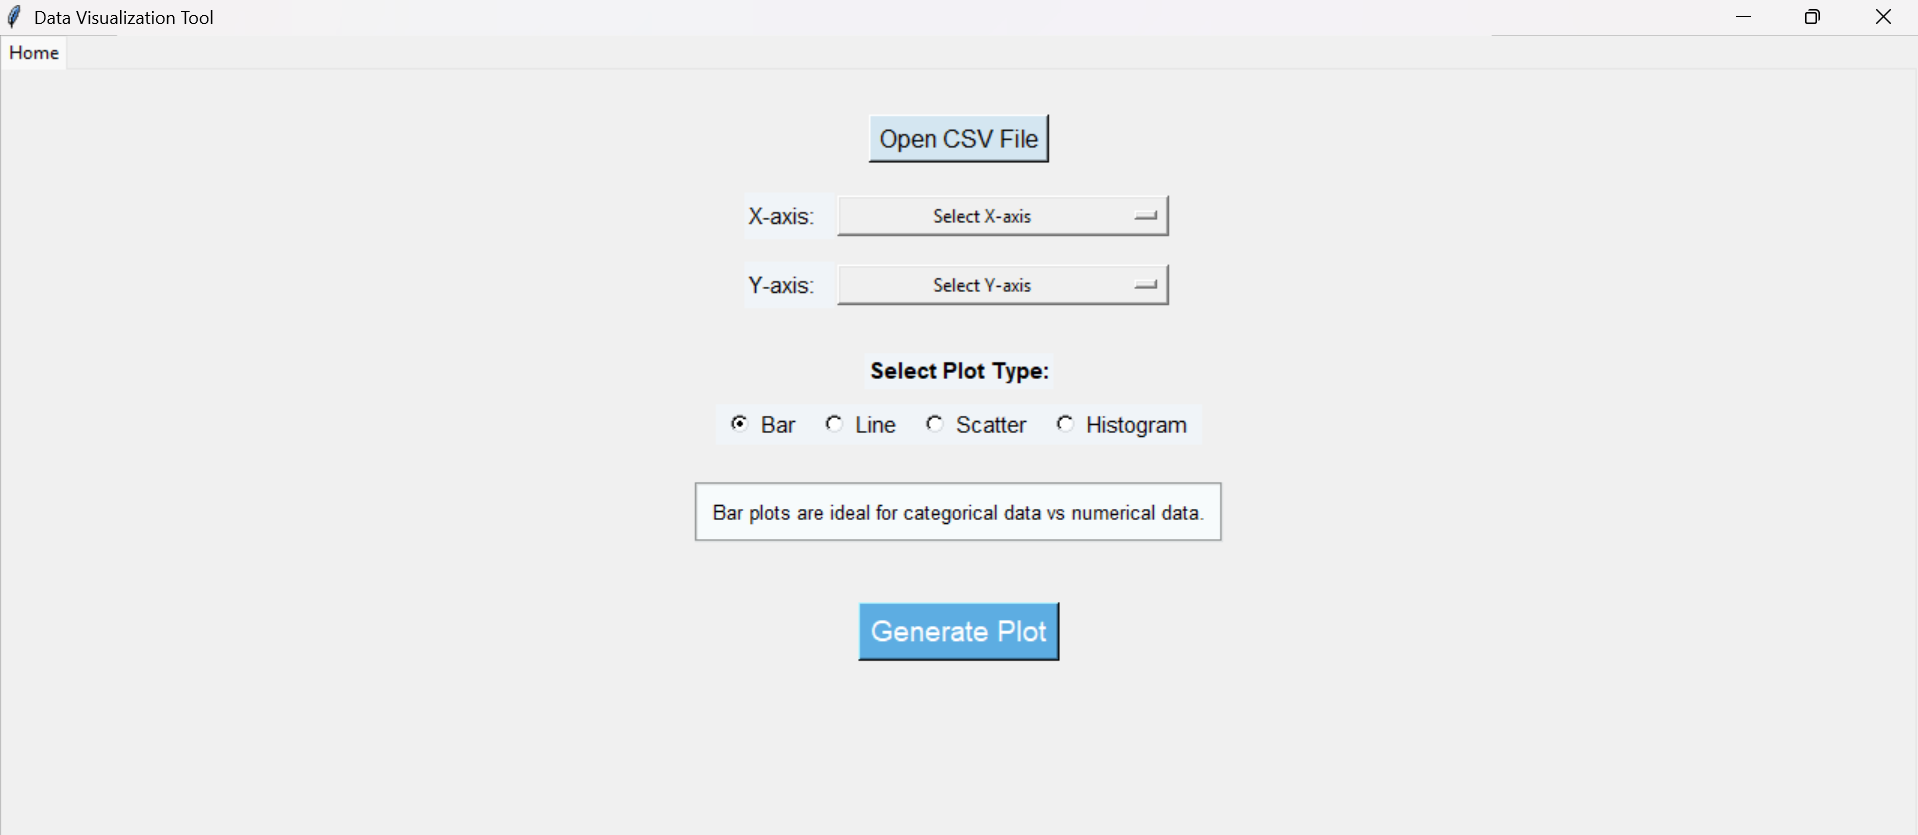 Data Visualization Tool
Home
Open CSV File
X-axis: Select X-axis
Y-axis: Select Y-axis
Select Plot Type:
Bar Line Scatter Histogram
Bar plots are ideal for categorical data vs numerical data.
Generate Plot